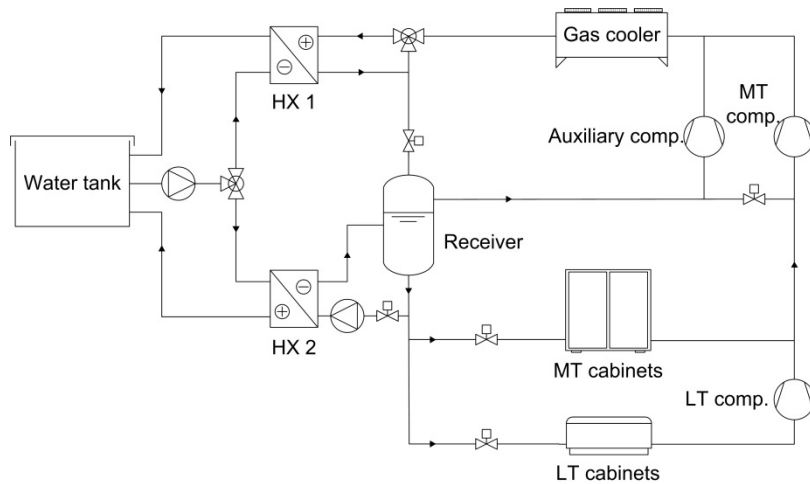 Gas cooler
MT
comp.
HX 1
Auxiliary comp.
Water tank
Receiver
HX 2
MT cabinets
LT comp.
LT cabinets